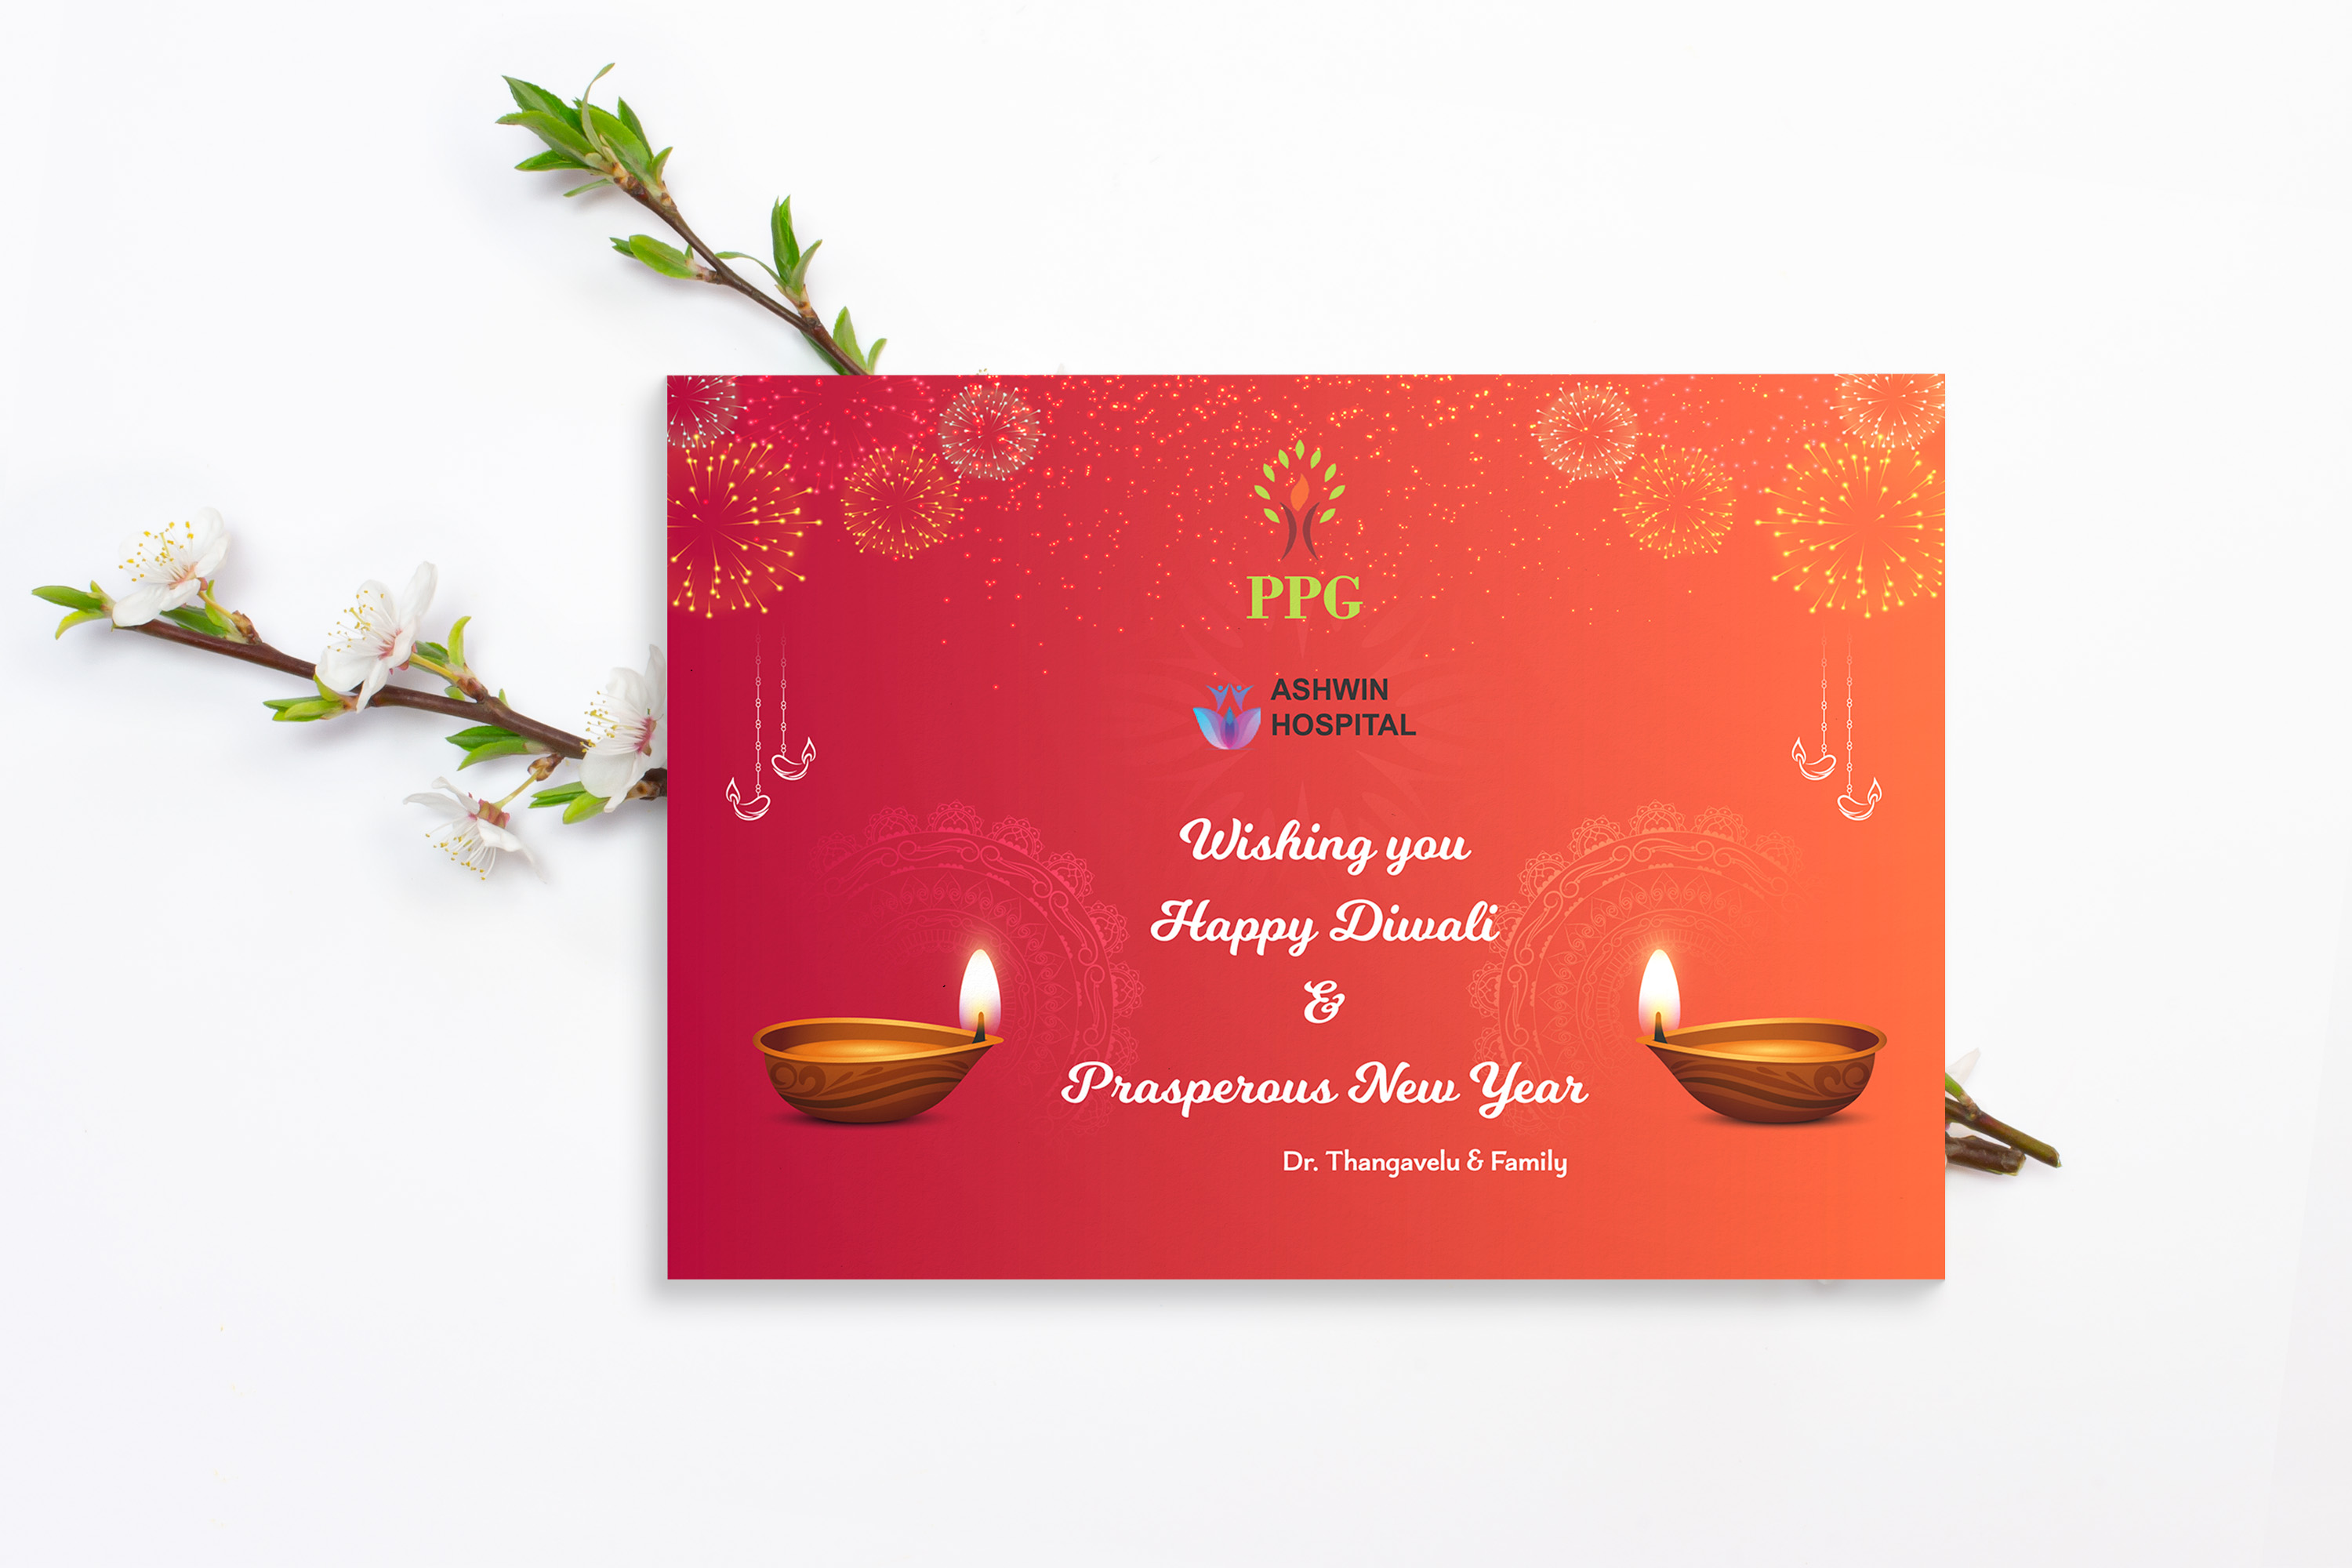 PPG
ASHWIN
HOSPITAL
Wishing you
Happy Diwali
&
Prasperous New Year
Dr. Thangavelu & Family